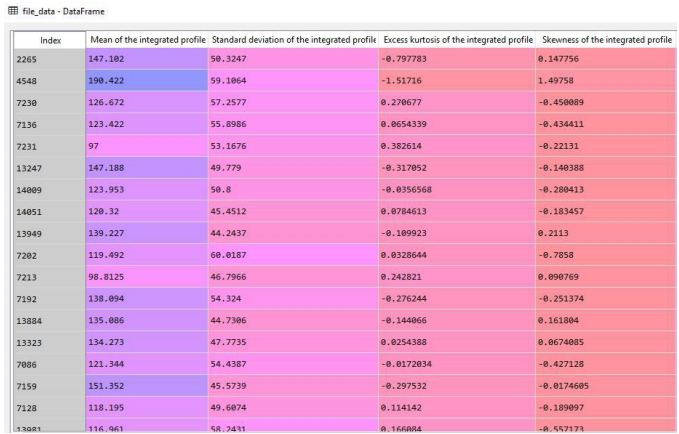 file_data - DataFrame
Index Mean of the integrated profile Standard deviation of the integrated profile Excess kurtosis of the integrated profile Skewness of the integrated profile
2265 147.102 50.3247 -0.797783 0.147756
4548 190.422 59.1064 -1.51716 1.49758
7230 126.672 57.2577 0.270677 -0.450089
7136 123.422 55.8986 0.0654339 -0.434411
7231 97 53.1676 0.382614 -0.22131
13247 147.188 49.779 -0.317052 -0.140388
14009 123.953 50.8 -0.0356568 -0.280413
14051 120.32 45.4512 0.0784613 -0.183457
13949 139.227 44.2437 -0.109923 0.2113
7202 119.492 60.0187 0.0328644 -0.7858
7213 98.8125 46.7966 0.242821 0.090769
7192 138.094 54.324 -0.276244 -0.251374
13884 135.086 44.7306 -0.144066 0.161804
13323 134.273 47.7735 0.0254388 0.0674085
7086 121.344 54.4387 -0.0172034 -0.427128
7159 151.352 45.5739 -0.297532 -0.0174605
7128 118.195 49.6074 0.114142 -0.189097
13981 116.961 58.2431 0.166084 -0.557173